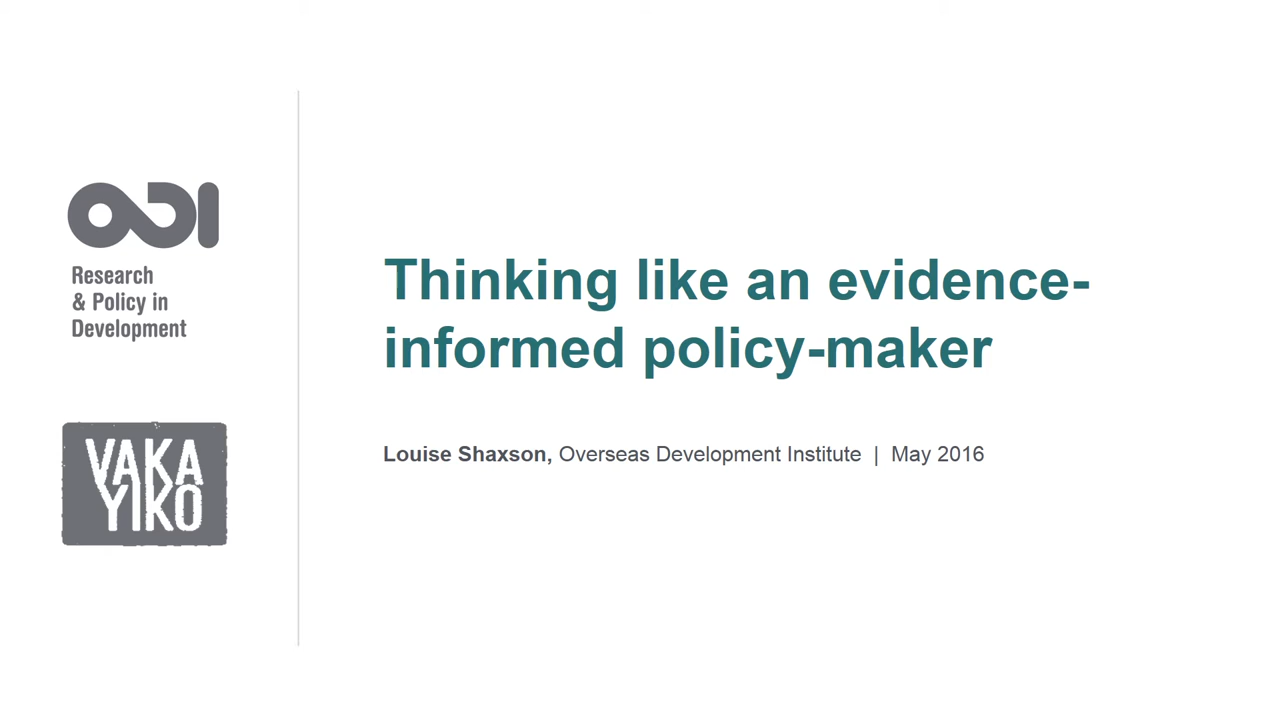 ODI
Research
& Policy in
Development
VAKA
YIKO
Thinking like an evidence-
informed policy-maker
Louise Shaxson, Overseas Development Institute | May 2016